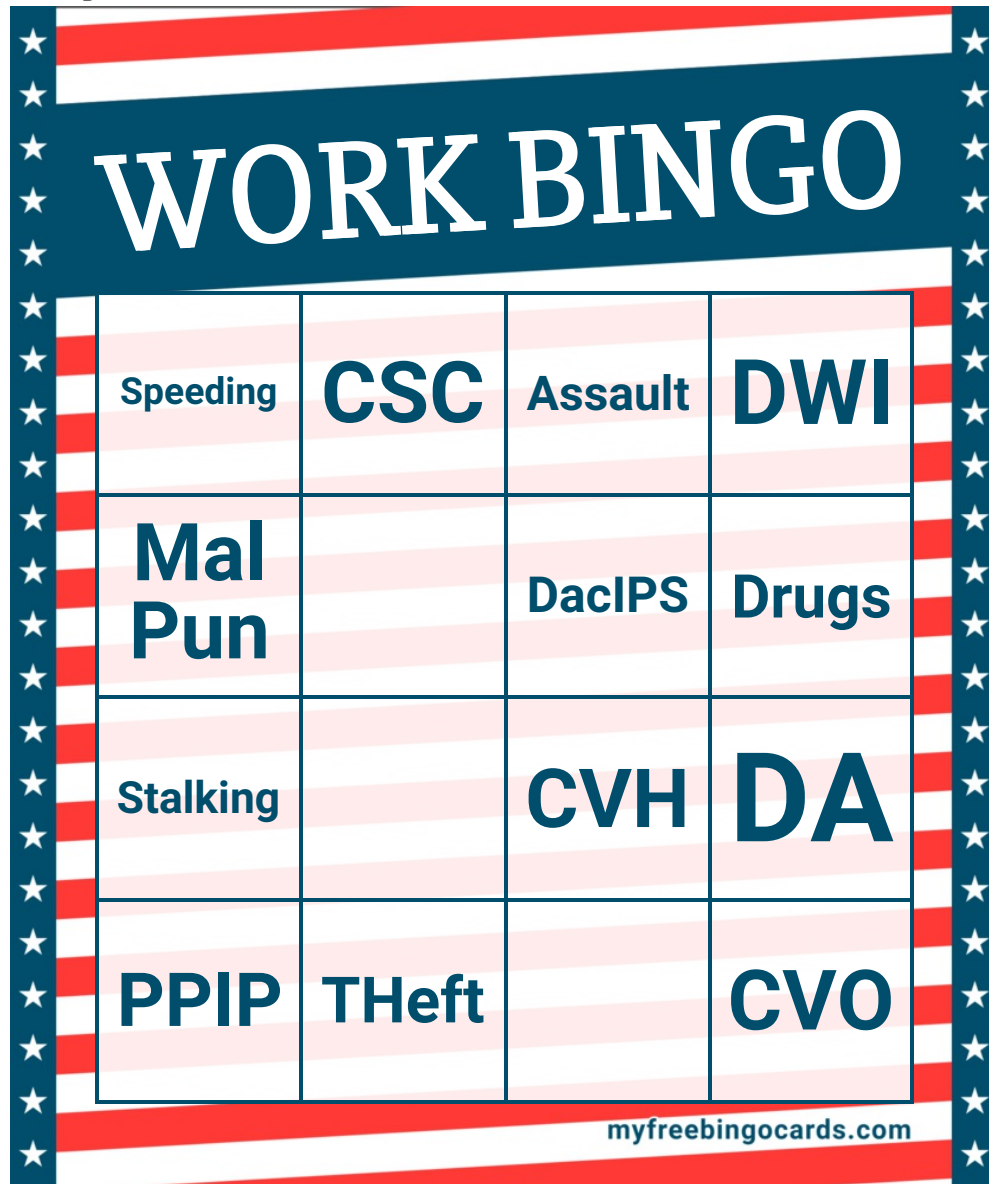 WORK BINGO
Speeding
CSC
Assault
DWI
Mal
Pun
DacIPS
Drugs
Stalking
CVH
DA
PPIP
THeft
CVO
myfreebingocards.com